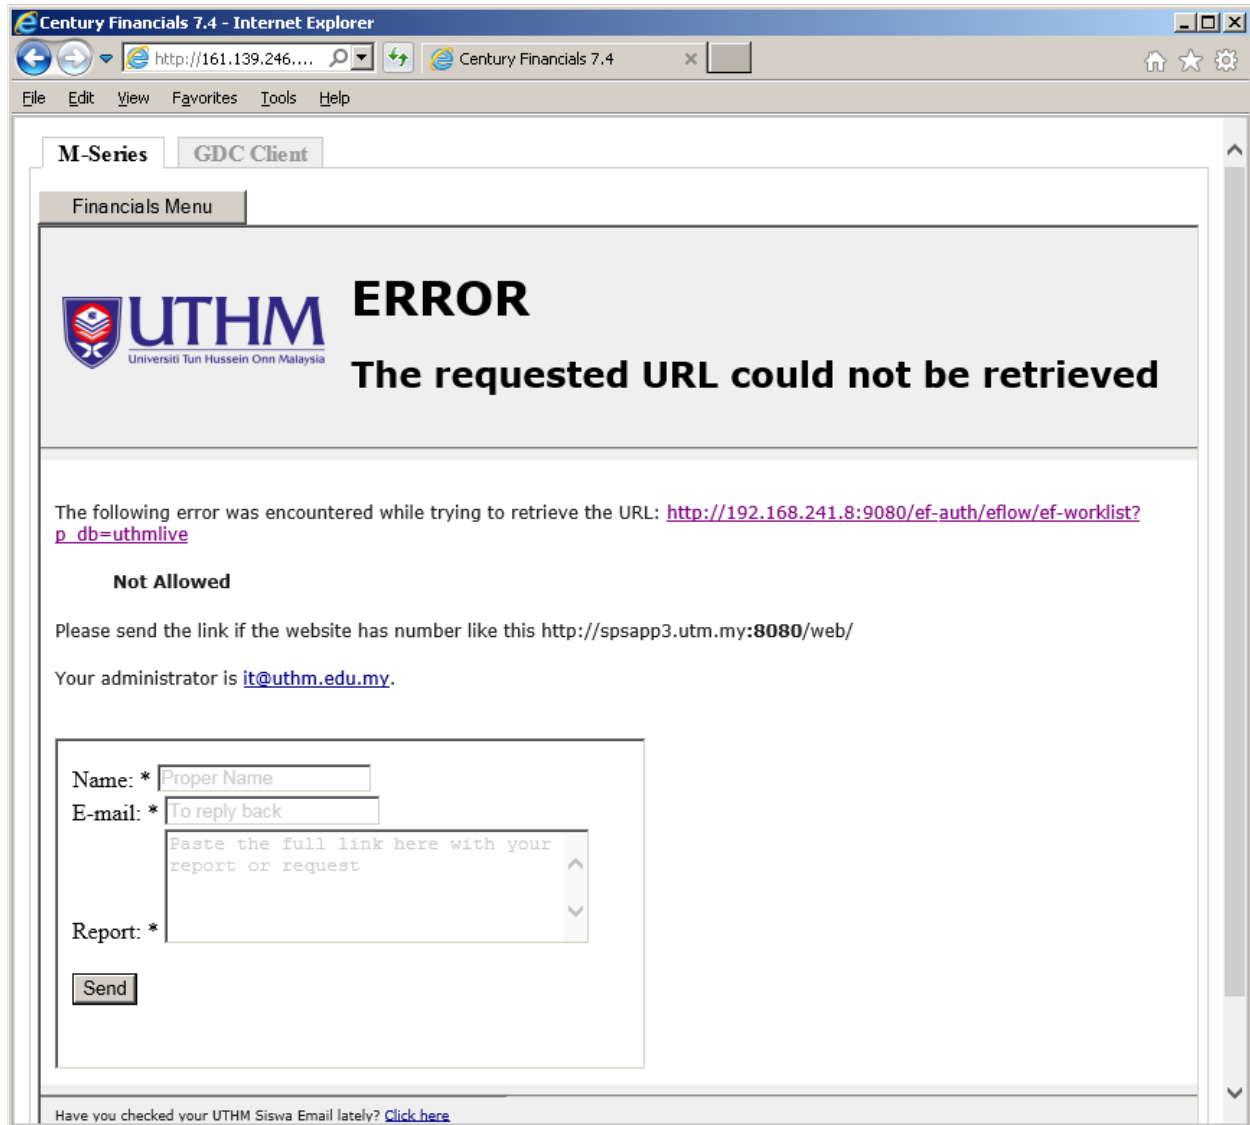 Century Financials 7.4 - Internet Explorer
http://161.139.246....
Century Financials 7.4
File Edit View Favorites Tools Help
M-Series GDC Client
Financials Menu
UTHM
Universiti Tun Hussein Onn Malaysia
ERROR
The requested URL could not be retrieved
The following error was encountered while trying to retrieve the URL: http://192.168.241.8:9080/ef-auth/eflow/ef-worklist?
p_db=uthmlive
Not Allowed
Please send the link if the website has number like this http://spsapp3.utm.my:8080/web/
Your administrator is it@uthm.edu.my.
Name: * Proper Name
E-mail: * To reply back
Paste the full link here with your
report or request
Report: *
Send
Have you checked your UTHM Siswa Email lately? Click here